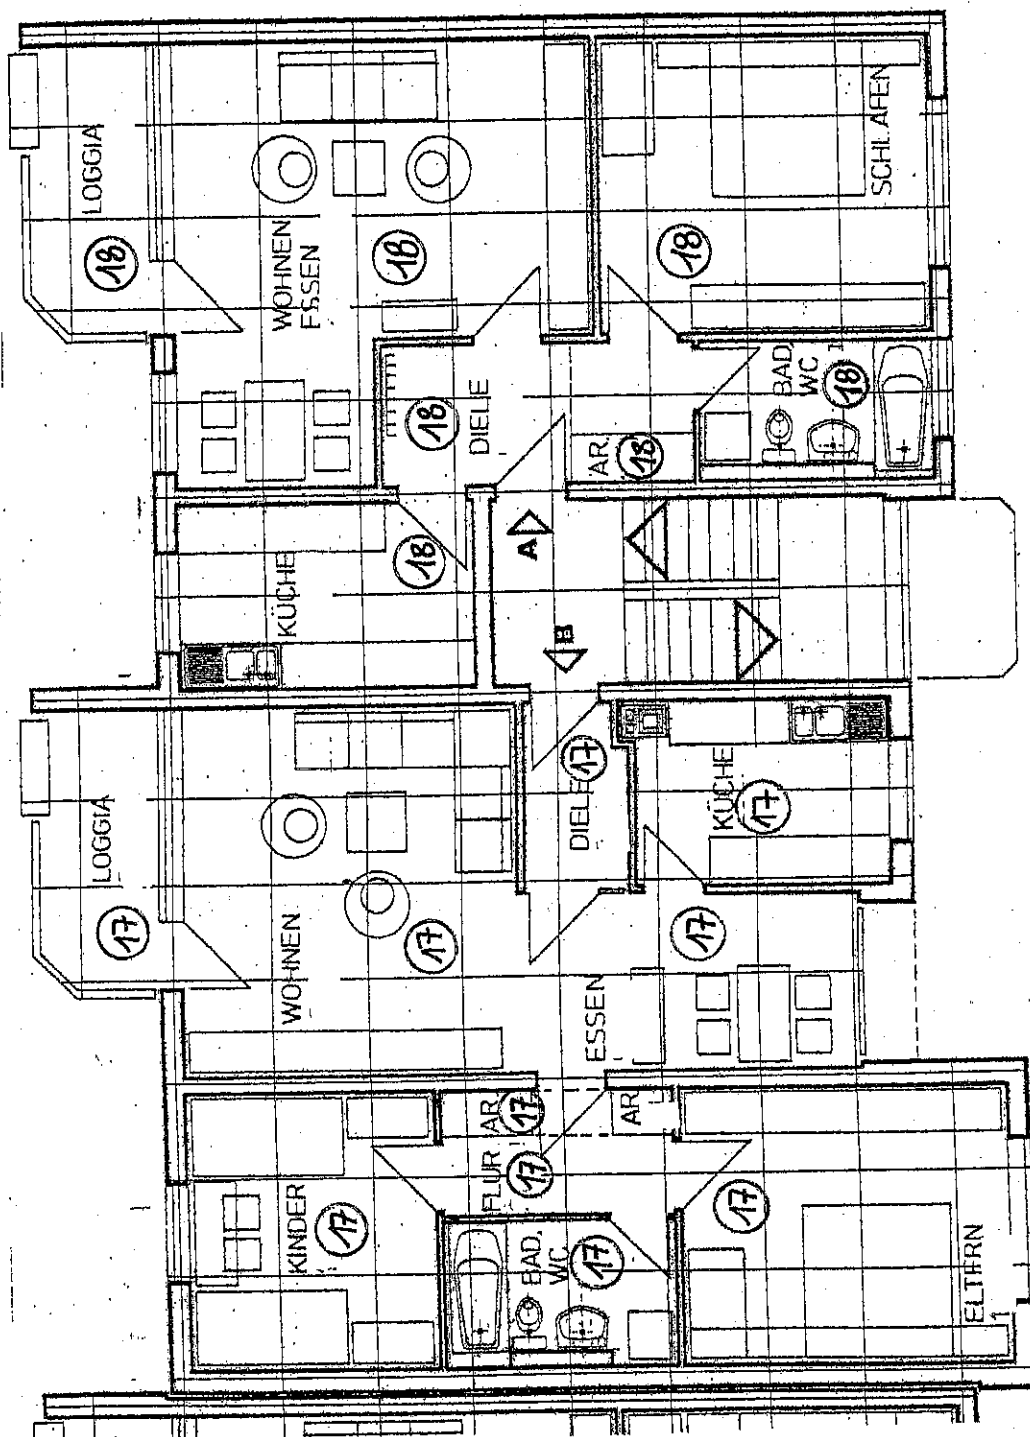 LOGGIA
18
WOHNEN
ESSEN
18
SCHLAFEN
18
DIELE
18
AR.
18
BAD,
WC
18
KÜCHE
18
A
B
LOGGIA
17
WOHNEN
17
DIELE
17
KÜCHE
17
ESSEN
17
KINDER
17
FLUR
17
AR.
17
AR.
BAD,
WC
17
ELTERN
17